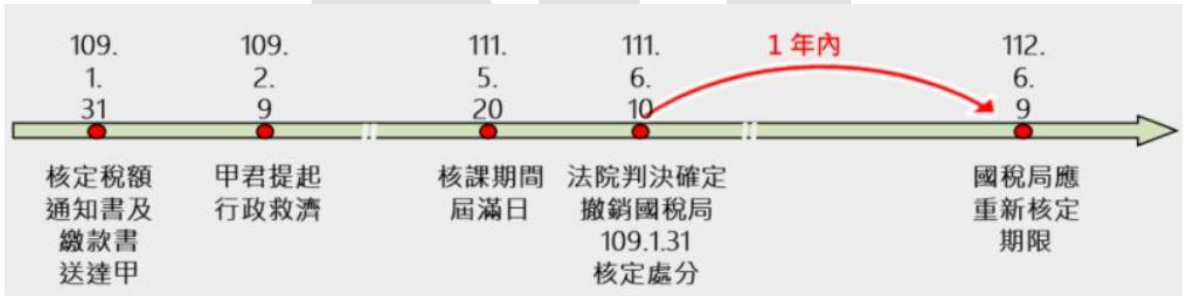 109.
1.
31
109.
2.
9
111.
5.
20
111.
6.
10
1 年內
112.
6.
9
核定稅額
通知書及
繳款書
送達甲
甲君提起
行政救濟
核課期間
屆滿日
法院判決確定
撤銷國稅局
109.1.31
核定處分
國稅局應
重新核定
期限